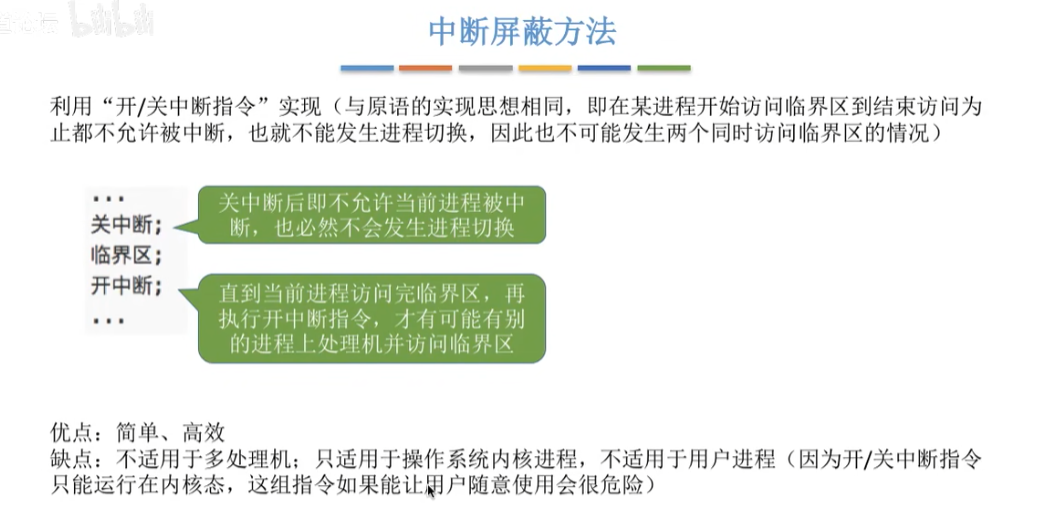 bilibili
中断屏蔽方法
利用“开/关中断指令”实现（与原语的实现思想相同，即在某进程开始访问临界区到结束访问为
止都不允许被中断，也就不能发生进程切换，因此也不可能发生两个同时访问临界区的情况）
...
关中断;
临界区;
开中断;
...
关中断后即不允许当前进程被中
断，也必然不会发生进程切换
直到当前进程访问完临界区，再
执行开中断指令，才有可能有别
的进程上处理机并访问临界区
优点：简单、高效
缺点：不适用于多处理机；只适用于操作系统内核进程，不适用于用户进程（因为开/关中断指令
只能运行在内核态，这组指令如果能让用户随意使用会很危险）